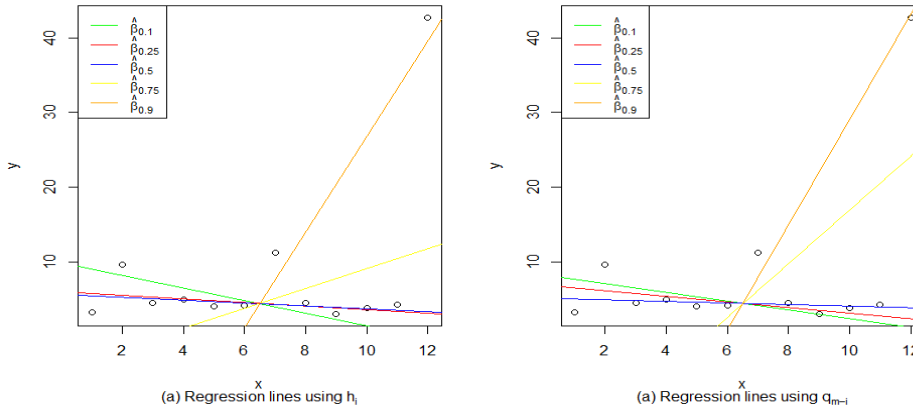 β̂0.1
β̂0.25
β̂0.5
β̂0.75
β̂0.9
y
40
30
20
10
2 4 6 8 10 12
x
(a) Regression lines using hi
β̂0.1
β̂0.25
β̂0.5
β̂0.75
β̂0.9
y
40
30
20
10
2 4 6 8 10 12
x
(a) Regression lines using qm−i